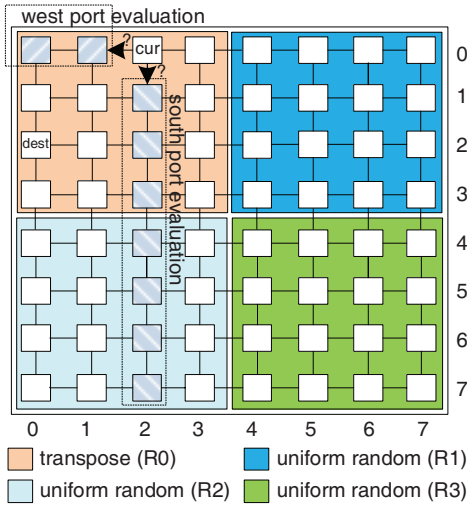 west port evaluation
?
cur
?
0
1
south port evaluation
dest
2
3
4
5
6
7
0 1 2 3 4 5 6 7
transpose (R0)
uniform random (R1)
uniform random (R2)
uniform random (R3)